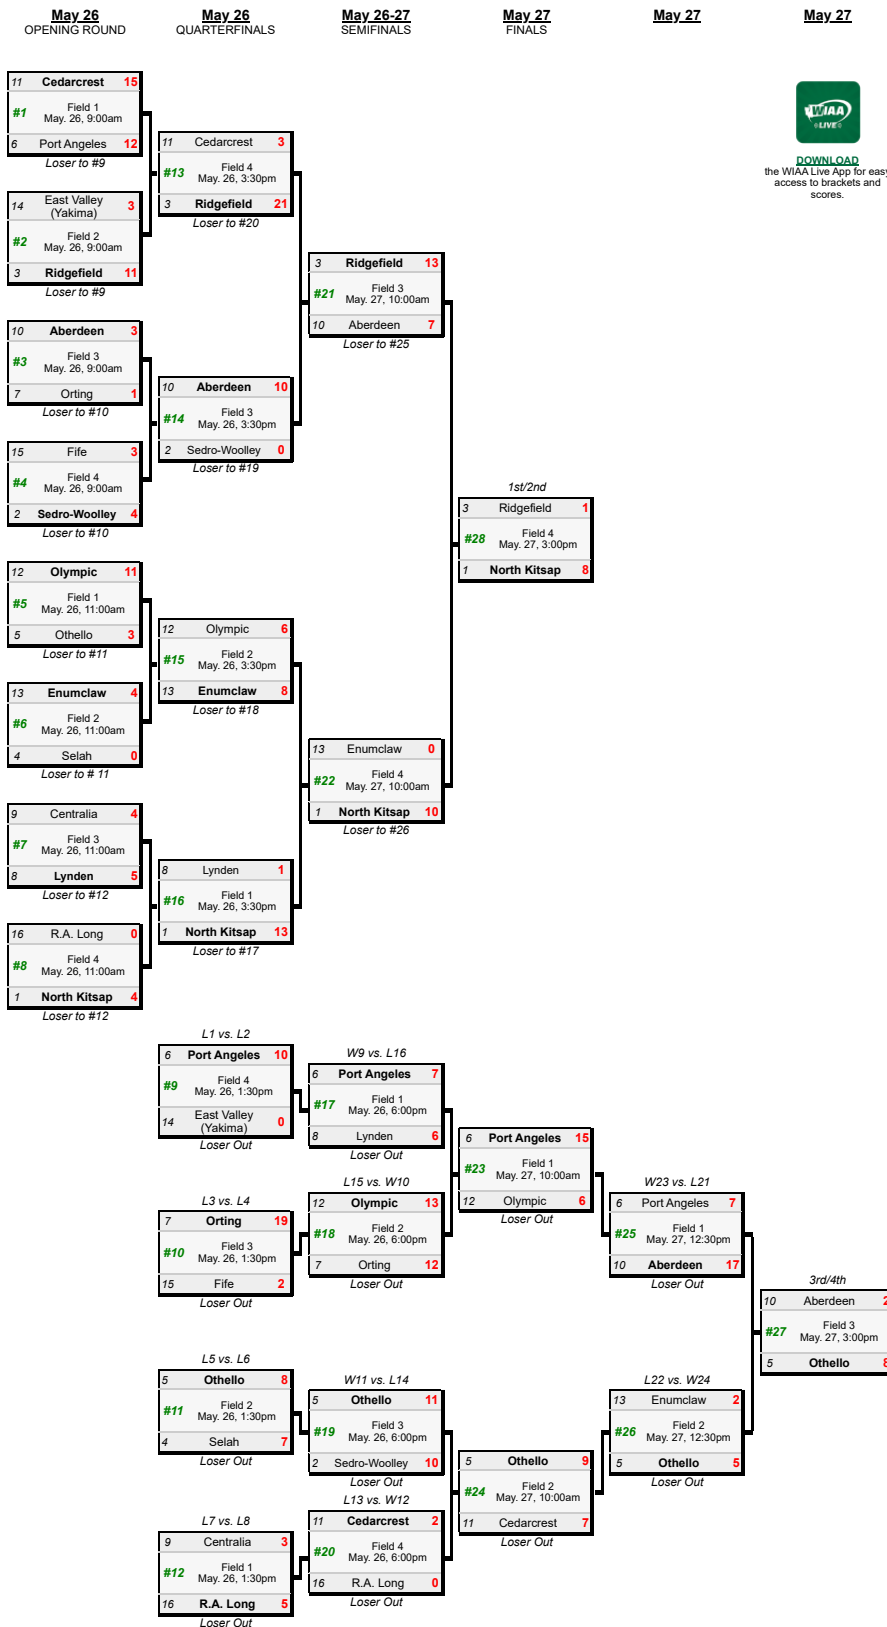 May 26
OPENING ROUND
May 26
QUARTERFINALS
May 26-27
SEMIFINALS
May 27
FINALS
May 27
May 27
WIAA
LIVE
DOWNLOAD
the WIAA Live App for easy
access to brackets and
scores.
11 Cedarcrest 15
#1 Field 1
May. 26, 9:00am
6 Port Angeles 12
Loser to #9
14 East Valley
(Yakima) 3
#2 Field 2
May. 26, 9:00am
3 Ridgefield 11
Loser to #9
10 Aberdeen 3
#3 Field 3
May. 26, 9:00am
7 Orting 1
Loser to #10
15 Fife 3
#4 Field 4
May. 26, 9:00am
2 Sedro-Woolley 4
Loser to #10
12 Olympic 11
#5 Field 1
May. 26, 11:00am
5 Othello 3
Loser to #11
13 Enumclaw 4
#6 Field 2
May. 26, 11:00am
4 Selah 0
Loser to # 11
9 Centralia 4
#7 Field 3
May. 26, 11:00am
8 Lynden 5
Loser to #12
16 R.A. Long 0
#8 Field 4
May. 26, 11:00am
1 North Kitsap 4
Loser to #12
11 Cedarcrest 3
#13 Field 4
May. 26, 3:30pm
3 Ridgefield 21
Loser to #20
10 Aberdeen 10
#14 Field 3
May. 26, 3:30pm
2 Sedro-Woolley 0
Loser to #19
12 Olympic 6
#15 Field 2
May. 26, 3:30pm
13 Enumclaw 8
Loser to #18
8 Lynden 1
#16 Field 1
May. 26, 3:30pm
1 North Kitsap 13
Loser to #17
3 Ridgefield 13
#21 Field 3
May. 27, 10:00am
10 Aberdeen 7
Loser to #25
13 Enumclaw 0
#22 Field 4
May. 27, 10:00am
1 North Kitsap 10
Loser to #26
1st/2nd
3 Ridgefield 1
#28 Field 4
May. 27, 3:00pm
1 North Kitsap 8
L1 vs. L2
6 Port Angeles 10
#9 Field 4
May. 26, 1:30pm
14 East Valley
(Yakima) 0
Loser Out
L3 vs. L4
7 Orting 19
#10 Field 3
May. 26, 1:30pm
15 Fife 2
Loser Out
L5 vs. L6
5 Othello 8
#11 Field 2
May. 26, 1:30pm
4 Selah 7
Loser Out
L7 vs. L8
9 Centralia 3
#12 Field 1
May. 26, 1:30pm
16 R.A. Long 5
Loser Out
W9 vs. L16
6 Port Angeles 7
#17 Field 1
May. 26, 6:00pm
8 Lynden 6
Loser Out
L15 vs. W10
12 Olympic 13
#18 Field 2
May. 26, 6:00pm
7 Orting 12
Loser Out
W11 vs. L14
5 Othello 11
#19 Field 3
May. 26, 6:00pm
2 Sedro-Woolley 10
Loser Out
L13 vs. W12
11 Cedarcrest 2
#20 Field 4
May. 26, 6:00pm
16 R.A. Long 0
Loser Out
6 Port Angeles 15
#23 Field 1
May. 27, 10:00am
12 Olympic 6
Loser Out
5 Othello 9
#24 Field 2
May. 27, 10:00am
11 Cedarcrest 7
Loser Out
W23 vs. L21
6 Port Angeles 7
#25 Field 1
May. 27, 12:30pm
10 Aberdeen 17
Loser Out
L22 vs. W24
13 Enumclaw 2
#26 Field 2
May. 27, 12:30pm
5 Othello 5
Loser Out
3rd/4th
10 Aberdeen 2
#27 Field 3
May. 27, 3:00pm
5 Othello 8